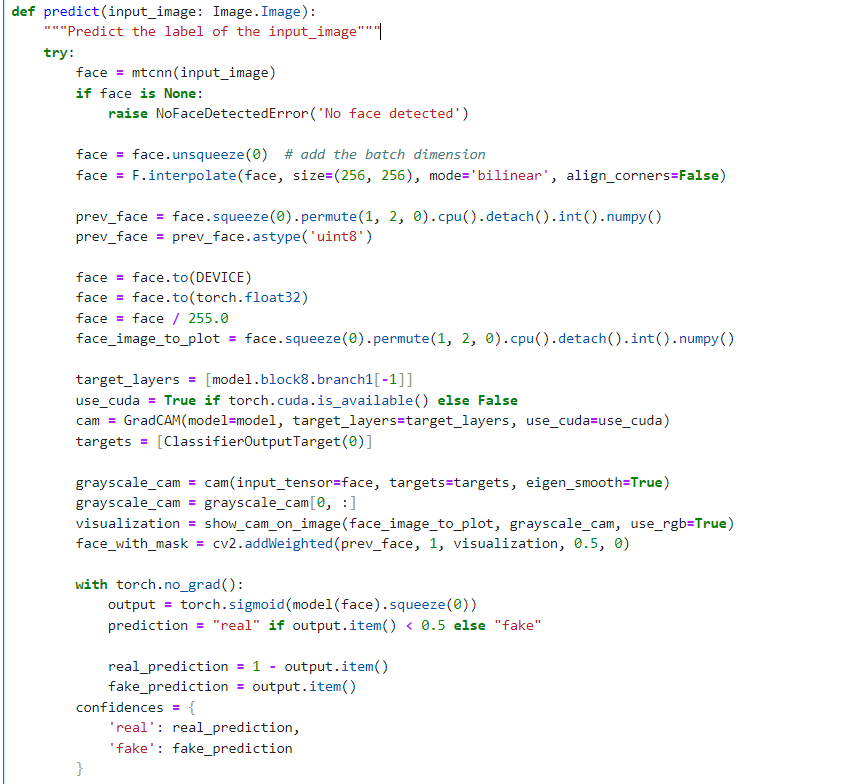 def predict(input_image: Image.Image):
    """Predict the label of the input_image"""
    try:
        face = mtcnn(input_image)
        if face is None:
            raise NoFaceDetectedError('No face detected')

        face = face.unsqueeze(0)  # add the batch dimension
        face = F.interpolate(face, size=(256, 256), mode='bilinear', align_corners=False)

        prev_face = face.squeeze(0).permute(1, 2, 0).cpu().detach().int().numpy()
        prev_face = prev_face.astype('uint8')

        face = face.to(DEVICE)
        face = face.to(torch.float32)
        face = face / 255.0
        face_image_to_plot = face.squeeze(0).permute(1, 2, 0).cpu().detach().int().numpy()

        target_layers = [model.block8.branch1[-1]]
        use_cuda = True if torch.cuda.is_available() else False
        cam = GradCAM(model=model, target_layers=target_layers, use_cuda=use_cuda)
        targets = [ClassifierOutputTarget(0)]

        grayscale_cam = cam(input_tensor=face, targets=targets, eigen_smooth=True)
        grayscale_cam = grayscale_cam[0, :]
        visualization = show_cam_on_image(face_image_to_plot, grayscale_cam, use_rgb=True)
        face_with_mask = cv2.addWeighted(prev_face, 1, visualization, 0.5, 0)

        with torch.no_grad():
            output = torch.sigmoid(model(face).squeeze(0))
            prediction = "real" if output.item() < 0.5 else "fake"

            real_prediction = 1 - output.item()
            fake_prediction = output.item()
        confidences = {
            'real': real_prediction,
            'fake': fake_prediction
        }